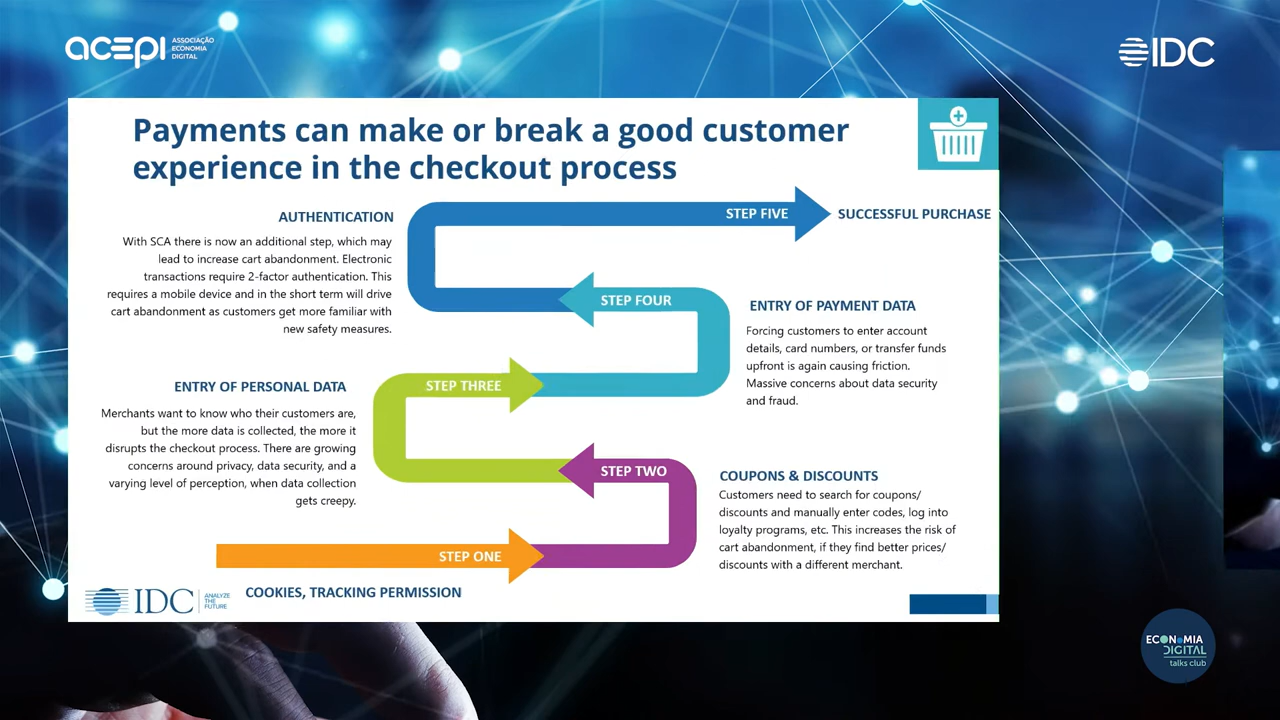 acepi ASSOCIAÇÃO
ECONOMIA
DIGITAL
IDC
Payments can make or break a good customer
experience in the checkout process
AUTHENTICATION
With SCA there is now an additional step, which may
lead to increase cart abandonment. Electronic
transactions require 2-factor authentication. This
requires a mobile device and in the short term will drive
cart abandonment as customers get more familiar with
new safety measures.
STEP FIVE
SUCCESSFUL PURCHASE
STEP FOUR
ENTRY OF PAYMENT DATA
Forcing customers to enter account
details, card numbers, or transfer funds
upfront is again causing friction.
Massive concerns about data security
and fraud.
ENTRY OF PERSONAL DATA
Merchants want to know who their customers are,
but the more data is collected, the more it
disrupts the checkout process. There are growing
concerns around privacy, data security, and a
varying level of perception, when data collection
gets creepy.
STEP THREE
STEP TWO
COUPONS & DISCOUNTS
Customers need to search for coupons/
discounts and manually enter codes, log into
loyalty programs, etc. This increases the risk of
cart abandonment, if they find better prices/
discounts with a different merchant.
STEP ONE
COOKIES, TRACKING PERMISSION
IDC ANALYZE
THE
FUTURE
ECONOMIA
DIGITAL
talks club